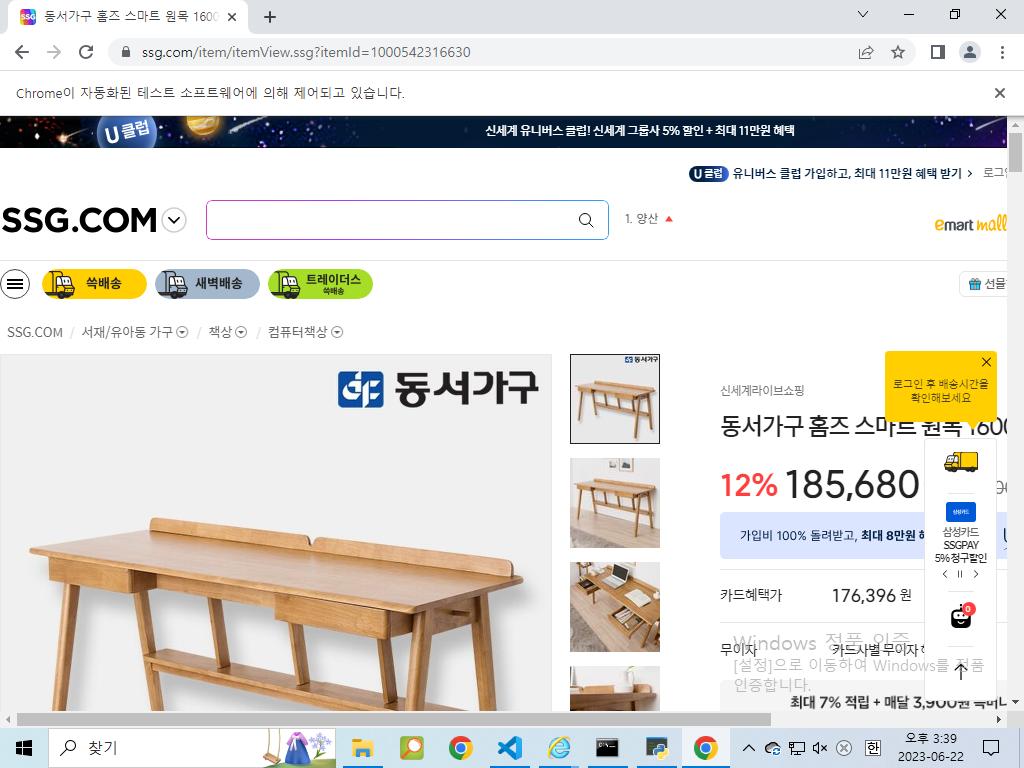 동서가구 홈즈 스마트 원목 1600
ssg.com/item/itemView.ssg?itemId=1000542316630
Chrome이 자동화된 테스트 소프트웨어에 의해 제어되고 있습니다.
U클럽
신세계 유니버스 클럽! 신세계 그룹사 5% 할인 + 최대 11만원 혜택
U클럽 유니버스 클럽 가입하고, 최대 11만원 혜택 받기
SSG.COM
1. 양산
emart mall
쓱배송
새벽배송
트레이더스
쓱배송
선물
SSG.COM / 서재/유아동 가구 / 책상 / 컴퓨터책상
동서가구
동서가구
로그인 후 배송시간을
확인해보세요
신세계라이브쇼핑
동서가구 홈즈 스마트 원목 1600
12% 185,680
삼성카드
삼성카드
SSGPAY
5% 청구할인
가입비 100% 돌려받고, 최대 8만원
카드혜택가
176,396 원
0
무이자
카드사별 무이자
Windows 정품 인증
[설정]으로 이동하여 Windows를 정품
인증합니다.
최대 7% 적립 + 매달 3,900원
찾기
오후 3:39
2023-06-22
한